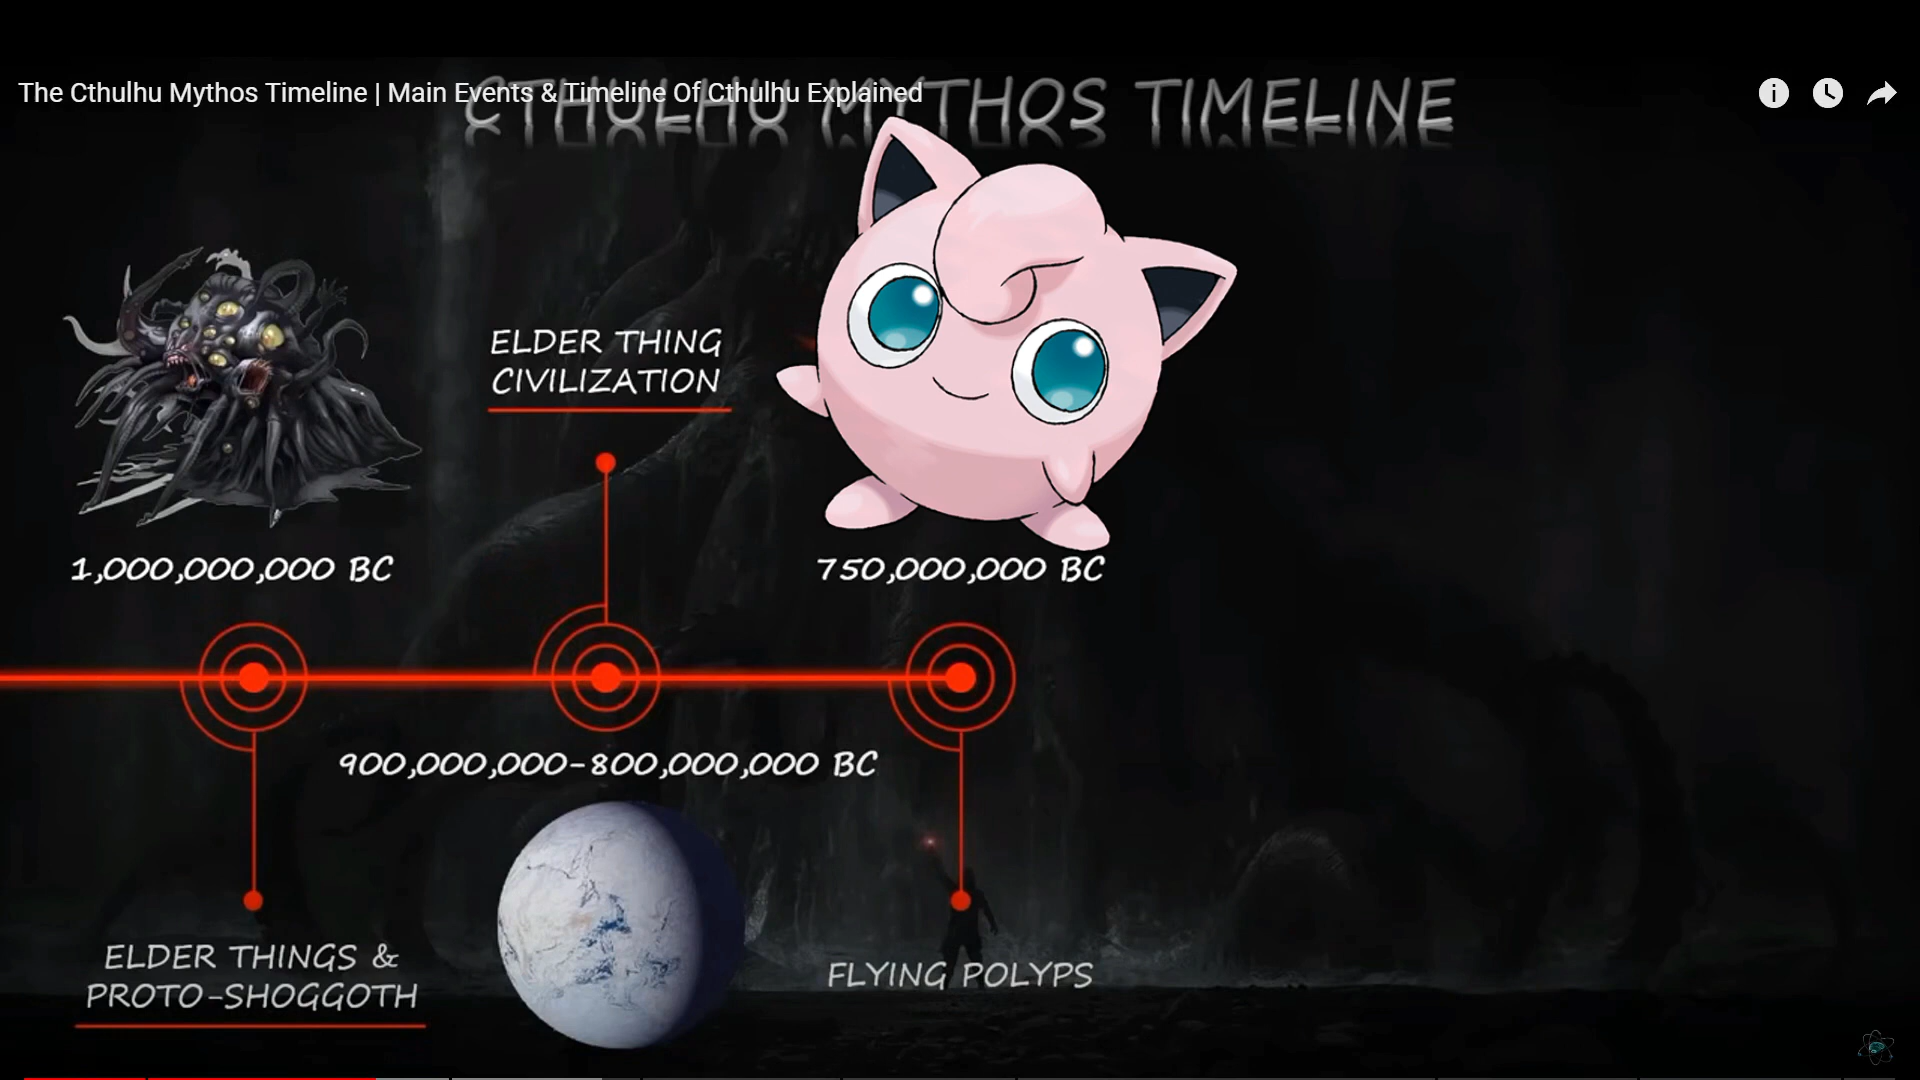 The Cthulhu Mythos Timeline | Main Events & Timeline Of Cthulhu Explained
CTHULHU MYTHOS TIMELINE
ELDER THING
CIVILIZATION
1,000,000,000 BC
750,000,000 BC
900,000,000-800,000,000 BC
ELDER THINGS &
PROTO-SHOGGOTH
FLYING POLYPS